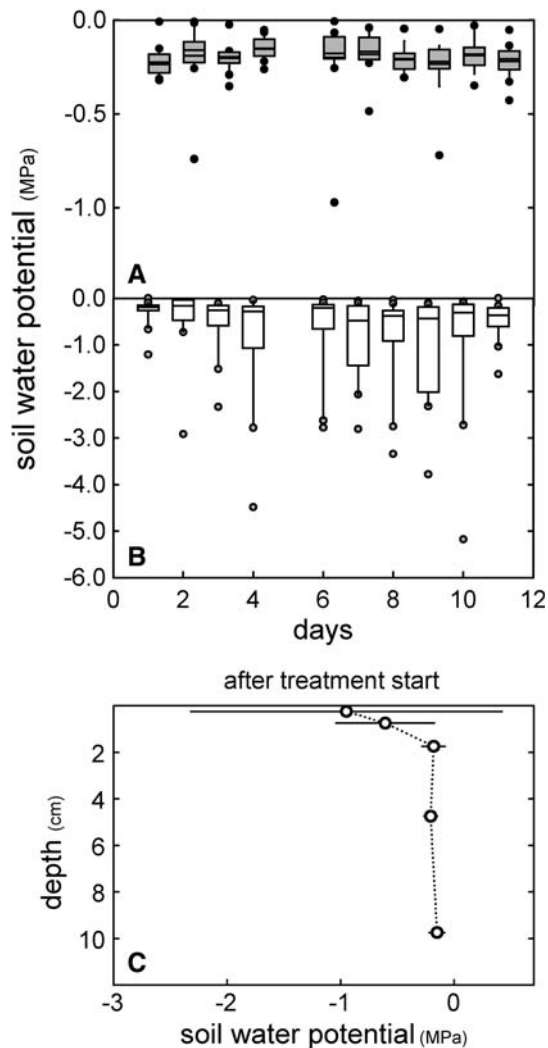 0.0
-0.5
-1.0
A
0.0
-1.0
-2.0
-3.0
-4.0
-5.0
-6.0
B
soil water potential (MPa)
0 2 4 6 8 10 12
days
after treatment start
2
4
6
8
10
depth (cm)
C
-3 -2 -1 0
soil water potential (MPa)